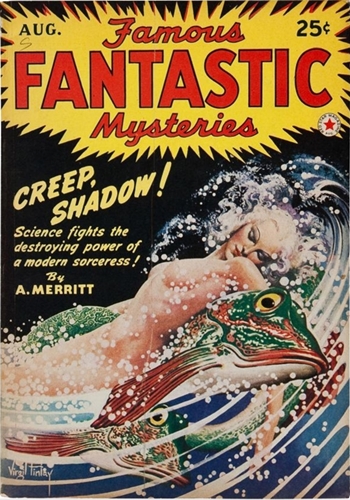 AUG.
25¢
Famous
FANTASTIC
Mysteries
CREEP,
SHADOW!
Science fights the
destroying power of
a modern sorceress!
By
A. MERRITT
Virgil Finlay